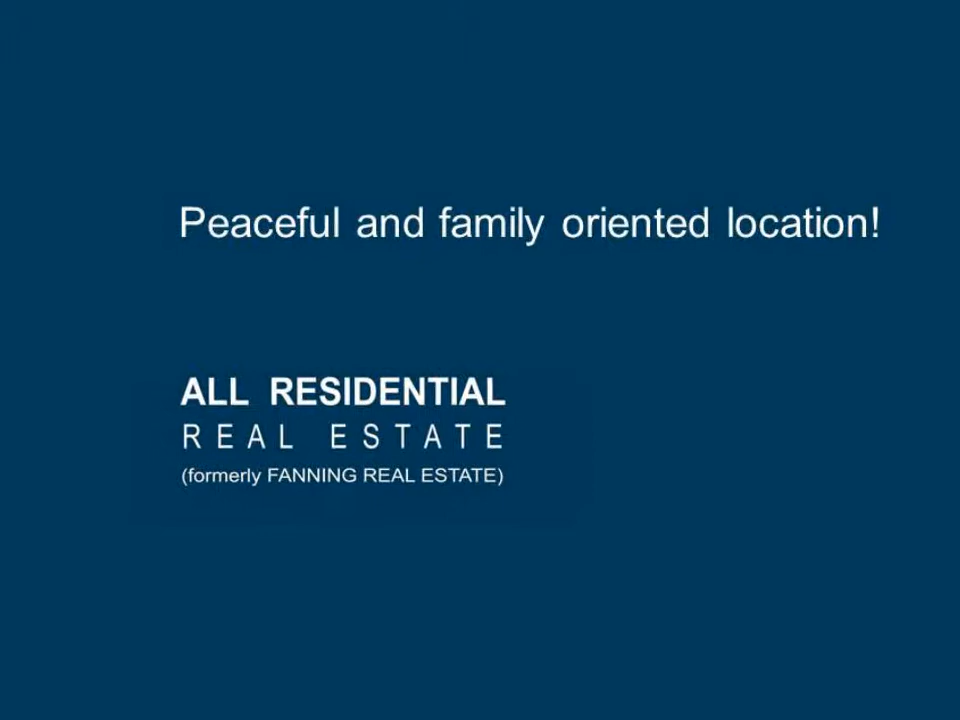 Peaceful and family oriented location!
ALL RESIDENTIAL
REAL ESTATE
(formerly FANNING REAL ESTATE)